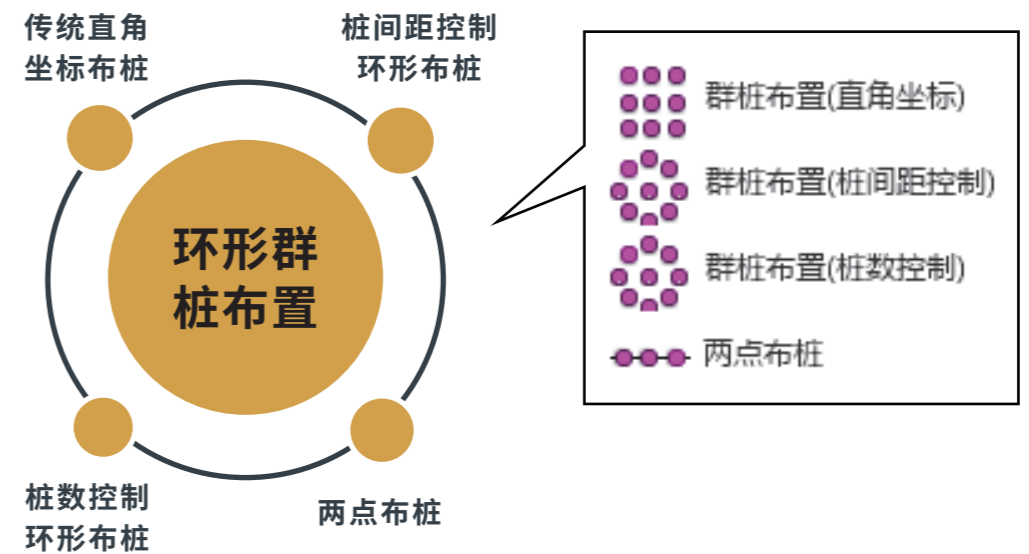 传统直角
坐标布桩
桩间距控制
环形布桩
环形群
桩布置
桩数控制
环形布桩
两点布桩
群桩布置(直角坐标)
群桩布置(桩间距控制)
群桩布置(桩数控制)
两点布桩